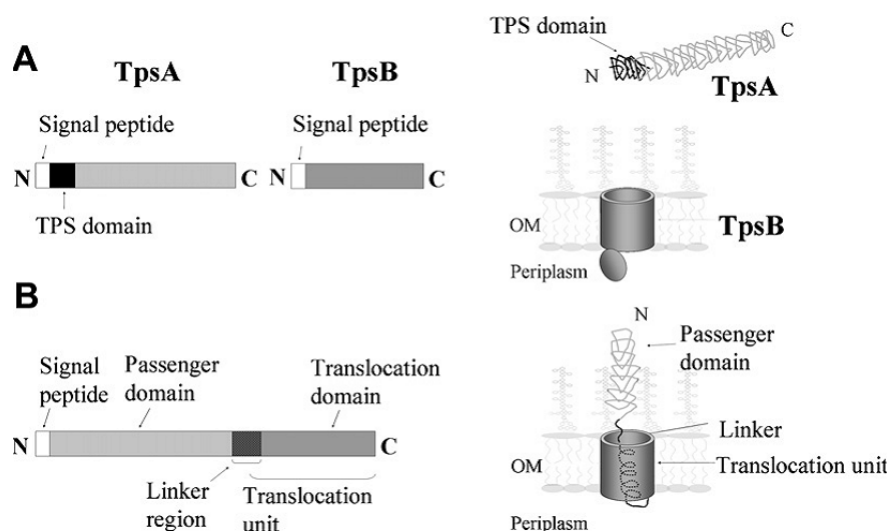 A
TpsA
TpsB
Signal peptide
Signal peptide
N
C
N
C
TPS domain
TPS domain
N
C
TpsA
OM
TpsB
Periplasm
B
Signal
peptide
Passenger
domain
Translocation
domain
N
C
Linker
region
Translocation
unit
N
Passenger
domain
Linker
OM
Translocation unit
Periplasm